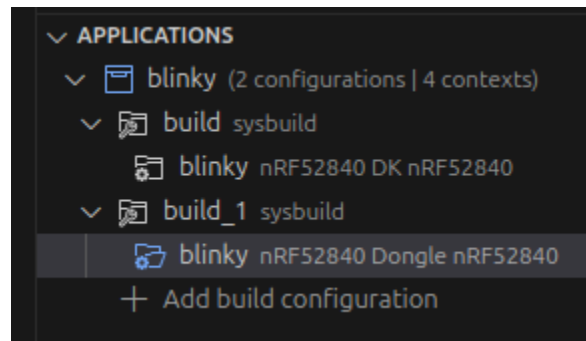 APPLICATIONS
blinky (2 configurations | 4 contexts)
build sysbuild
blinky nRF52840 DK nRF52840
build_1 sysbuild
blinky nRF52840 Dongle nRF52840
+ Add build configuration